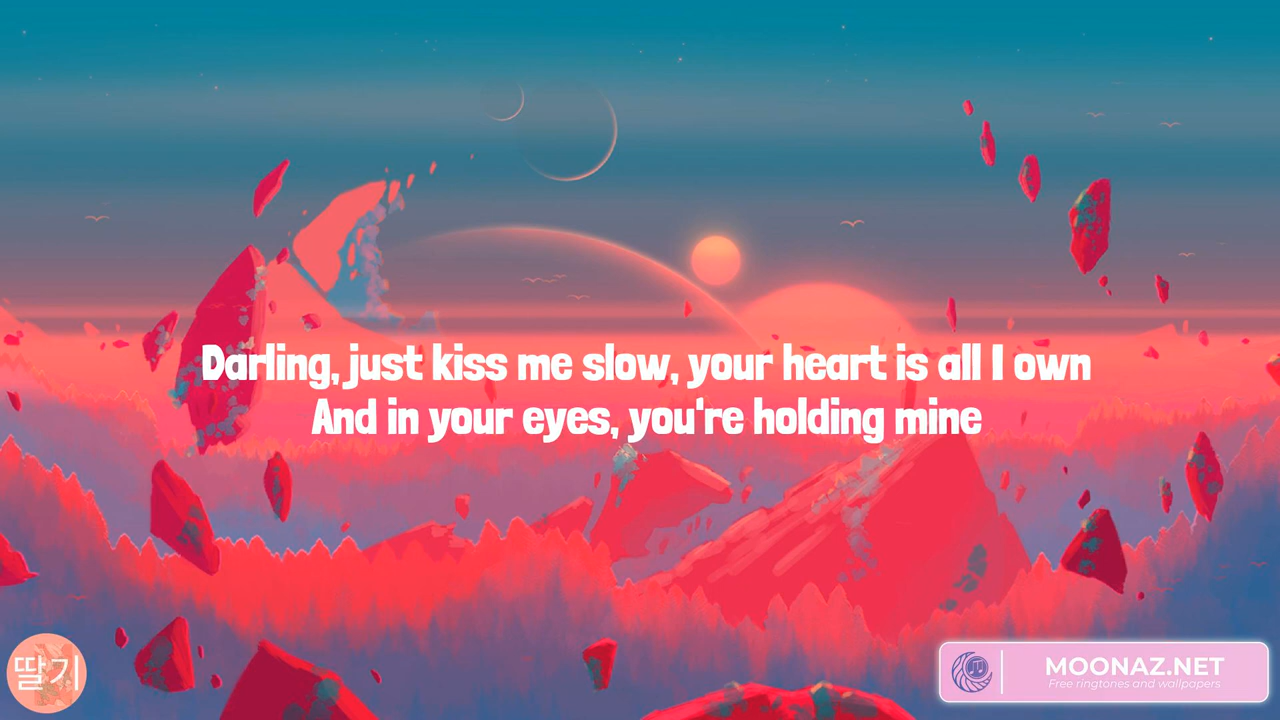 Darling, just kiss me slow, your heart is all I own
And in your eyes, you're holding mine
딸기
MOONAZ.NET
Free ringtones and wallpapers